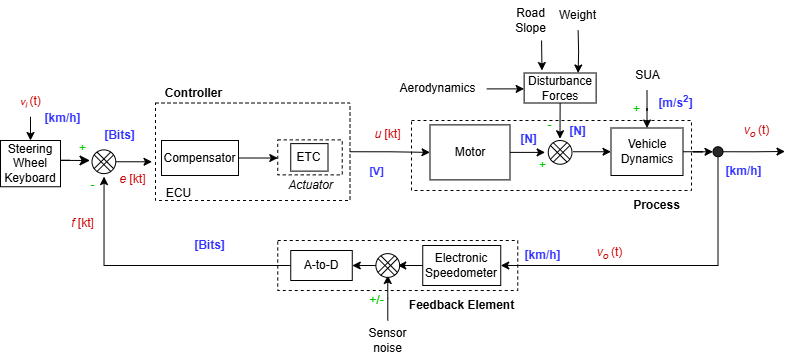 Road
Slope
Weight
Aerodynamics
Disturbance
Forces
SUA
Controller
v_i (t)
[km/h]
[Bits]
Steering
Wheel
Keyboard
+
-
e [kt]
Compensator
ETC
Actuator
ECU
u [kt]
[V]
Motor
[N]
+
-
[N]
+
[m/s²]
Vehicle
Dynamics
v_o (t)
[km/h]
Process
f [kt]
[Bits]
A-to-D
Electronic
Speedometer
[km/h]
v_o (t)
+/-
Feedback Element
Sensor
noise